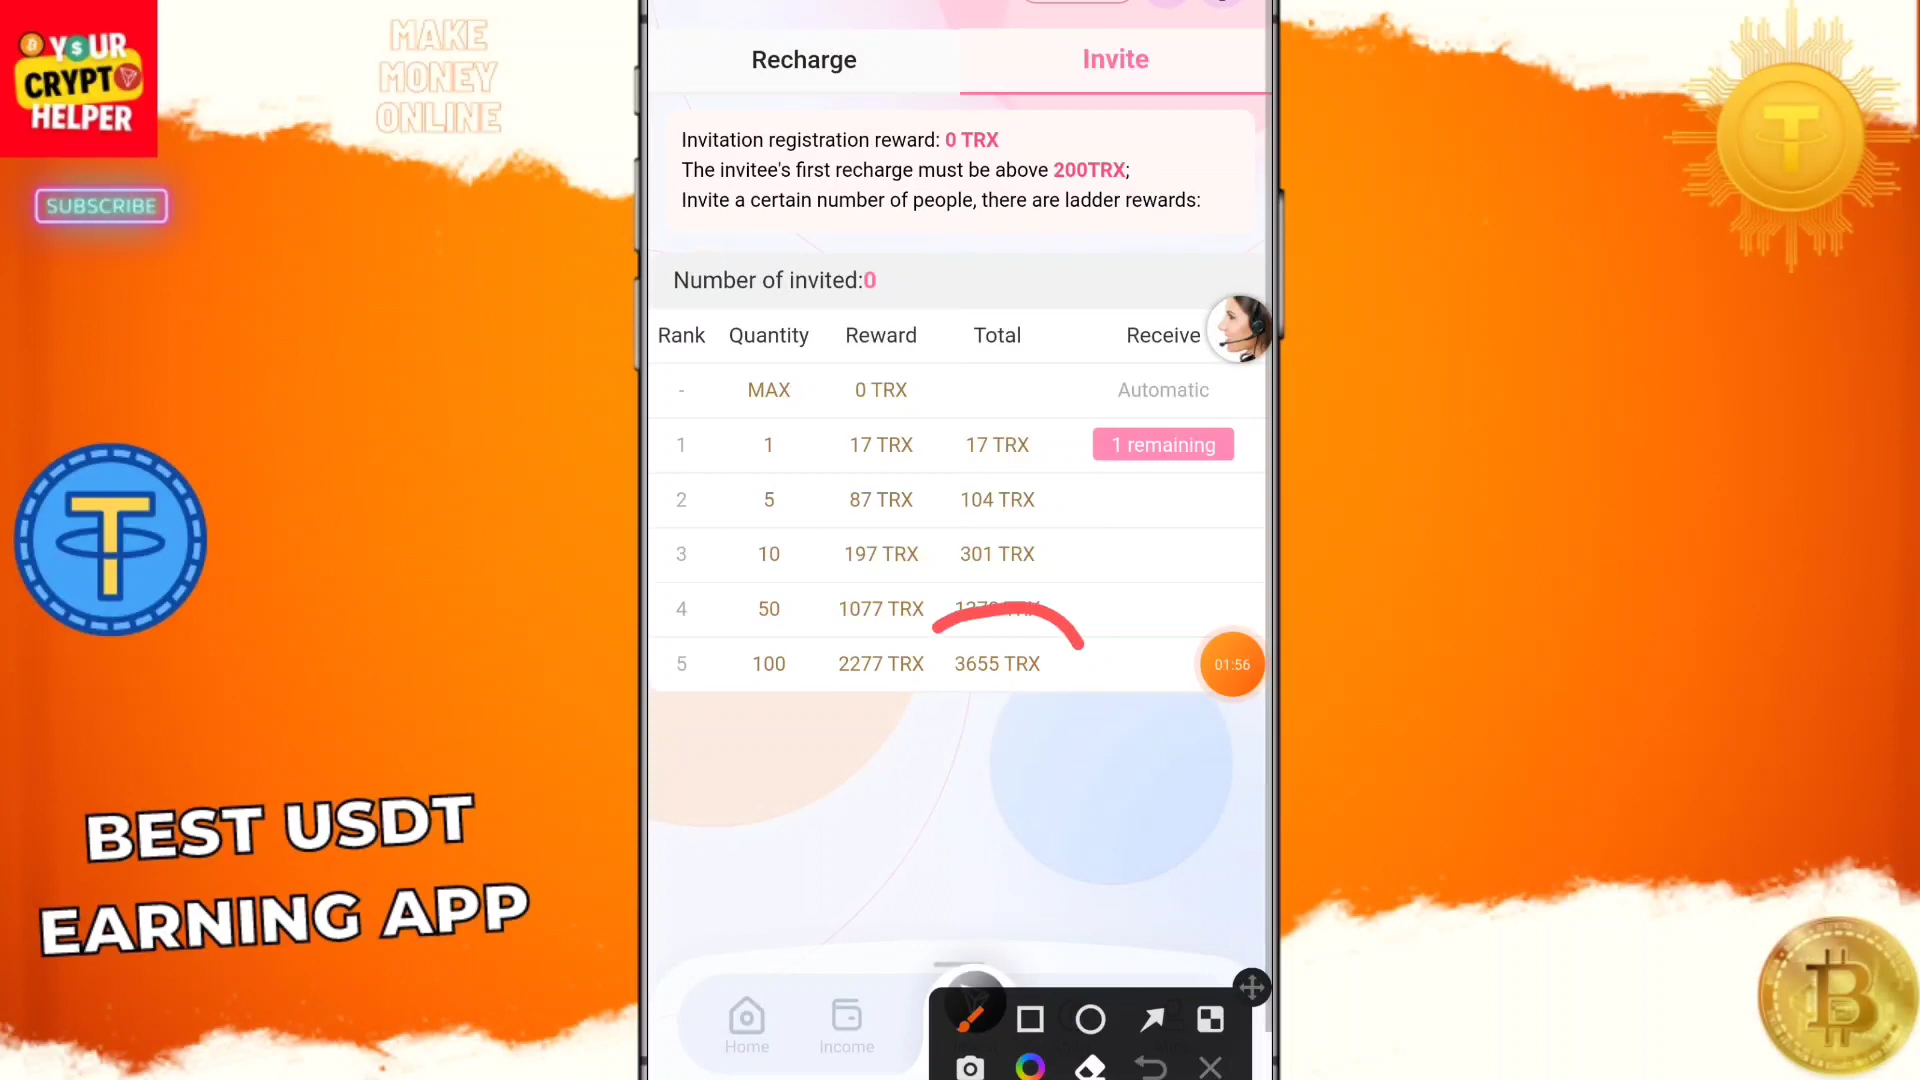 Y$UR
CRYPTO
HELPER
MAKE
MONEY
ONLINE
SUBSCRIBE
BEST USDT
EARNING APP
Recharge
Invite
Invitation registration reward: 0 TRX
The invitee's first recharge must be above 200TRX;
Invite a certain number of people, there are ladder rewards:
Number of invited:0
Rank Quantity Reward Total Receive
- MAX 0 TRX Automatic
1 1 17 TRX 17 TRX 1 remaining
2 5 87 TRX 104 TRX
3 10 197 TRX 301 TRX
4 50 1077 TRX
5 100 2277 TRX 3655 TRX
01:56
Home
Income